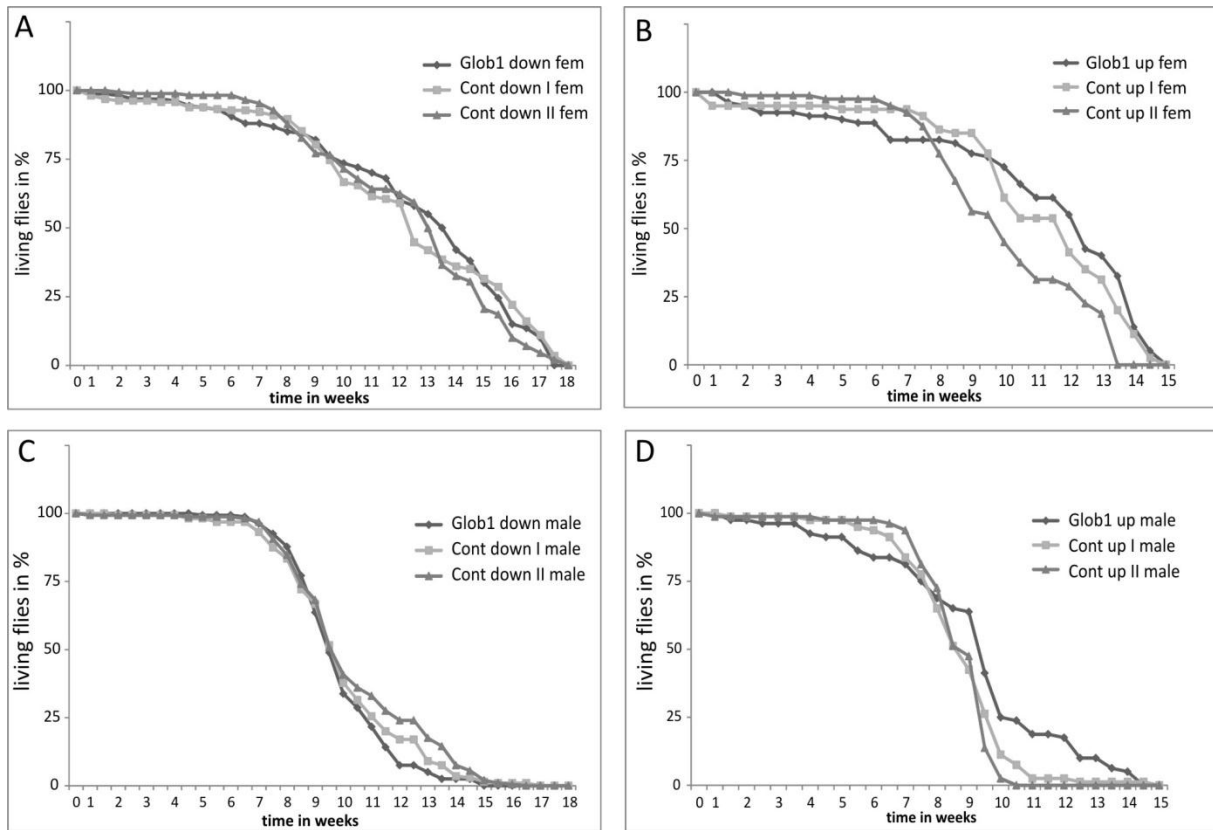 A
Glob1 down fem
Cont down I fem
Cont down II fem
living flies in %
100
75
50
25
0
0 1 2 3 4 5 6 7 8 9 10 11 12 13 14 15 16 17 18
time in weeks
B
Glob1 up fem
Cont up I fem
Cont up II fem
living flies in %
100
75
50
25
0
0 1 2 3 4 5 6 7 8 9 10 11 12 13 14 15
time in weeks
C
Glob1 down male
Cont down I male
Cont down II male
living flies in %
100
75
50
25
0
0 1 2 3 4 5 6 7 8 9 10 11 12 13 14 15 16 17 18
time in weeks
D
Glob1 up male
Cont up I male
Cont up II male
living flies in %
100
75
50
25
0
0 1 2 3 4 5 6 7 8 9 10 11 12 13 14 15
time in weeks